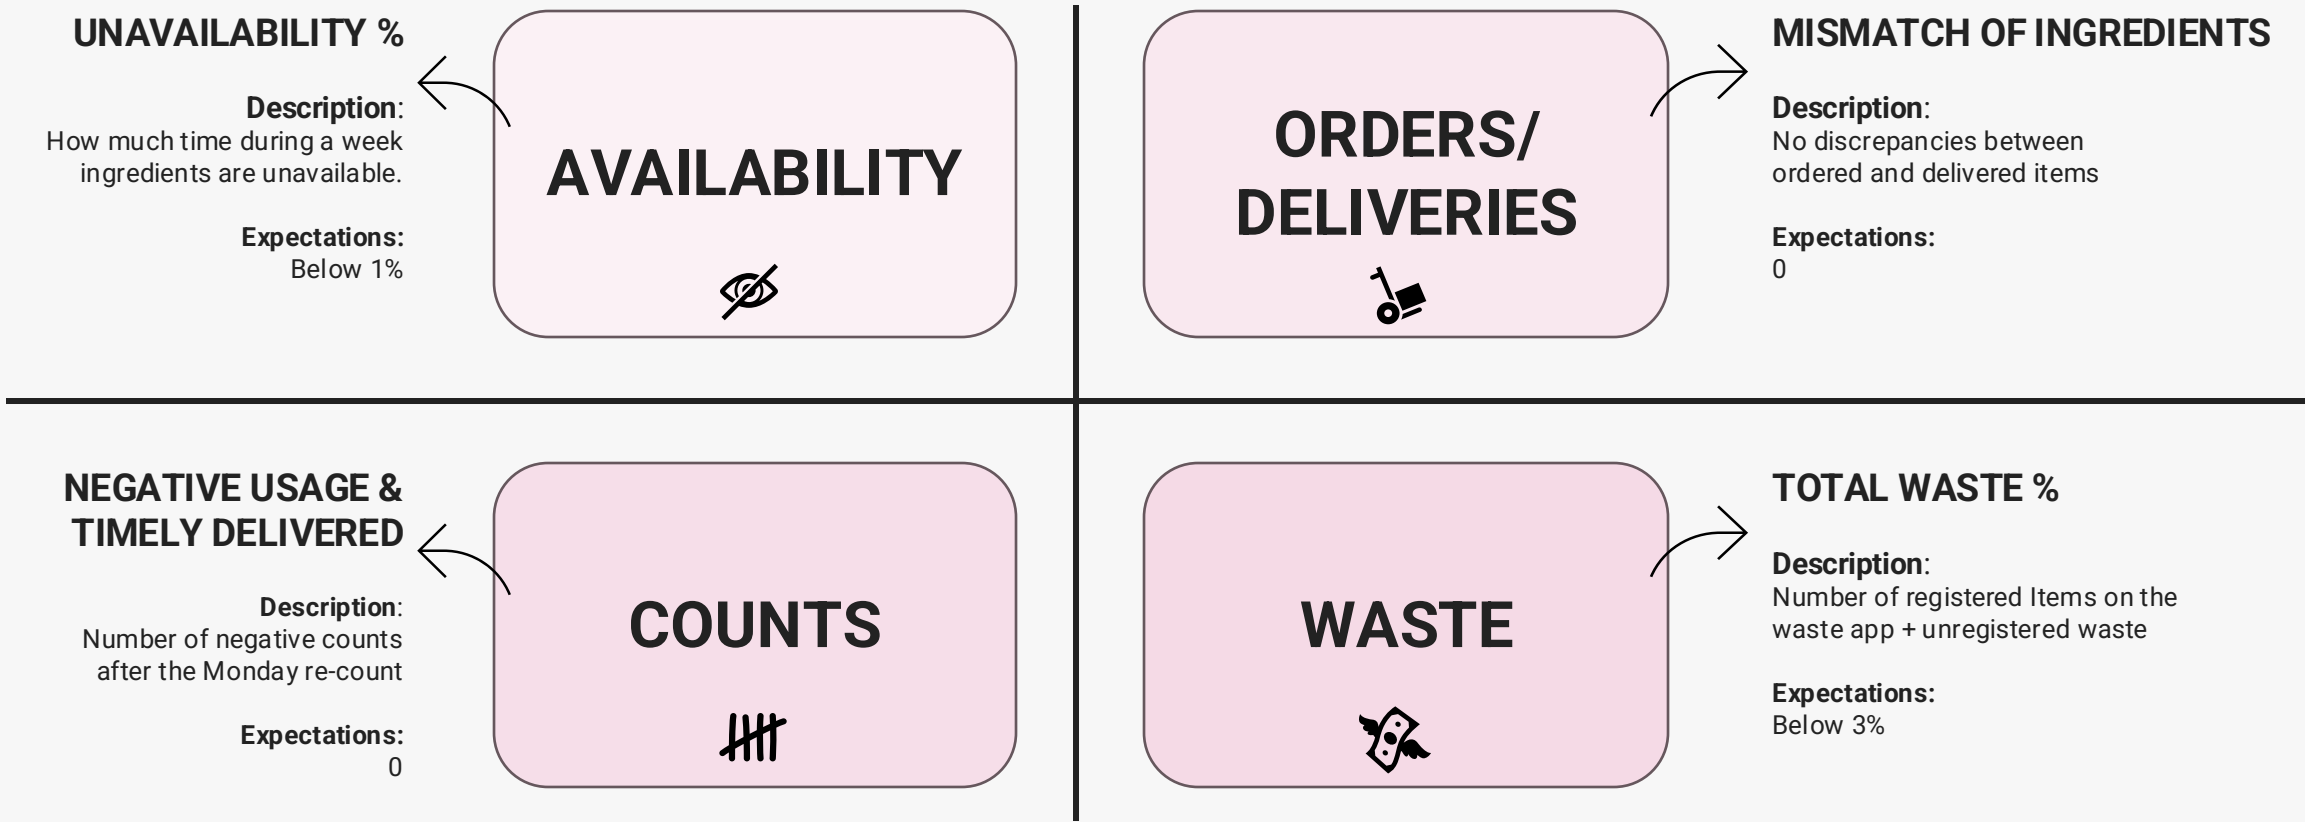 UNAVAILABILITY %
Description:
How much time during a week
ingredients are unavailable.
Expectations:
Below 1%
AVAILABILITY
ORDERS/
DELIVERIES
MISMATCH OF INGREDIENTS
Description:
No discrepancies between
ordered and delivered items
Expectations:
0
NEGATIVE USAGE &
TIMELY DELIVERED
Description:
Number of negative counts
after the Monday re-count
Expectations:
0
COUNTS
WASTE
TOTAL WASTE %
Description:
Number of registered Items on the
waste app + unregistered waste
Expectations:
Below 3%